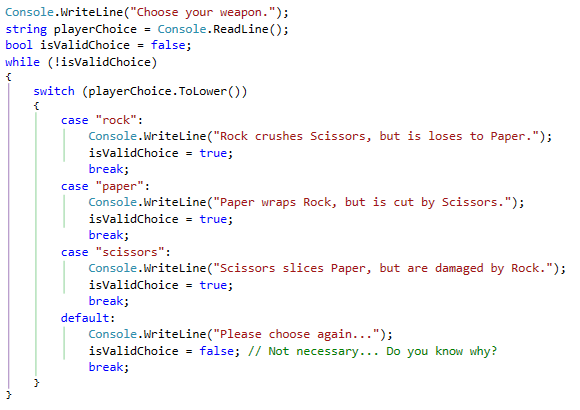 Console.WriteLine("Choose your weapon.");
string playerChoice = Console.ReadLine();
bool isValidChoice = false;
while (!isValidChoice)
{
    switch (playerChoice.ToLower())
    {
        case "rock":
            Console.WriteLine("Rock crushes Scissors, but is loses to Paper.");
            isValidChoice = true;
            break;
        case "paper":
            Console.WriteLine("Paper wraps Rock, but is cut by Scissors.");
            isValidChoice = true;
            break;
        case "scissors":
            Console.WriteLine("Scissors slices Paper, but are damaged by Rock.");
            isValidChoice = true;
            break;
        default:
            Console.WriteLine("Please choose again...");
            isValidChoice = false; // Not necessary... Do you know why?
            break;
    }
}